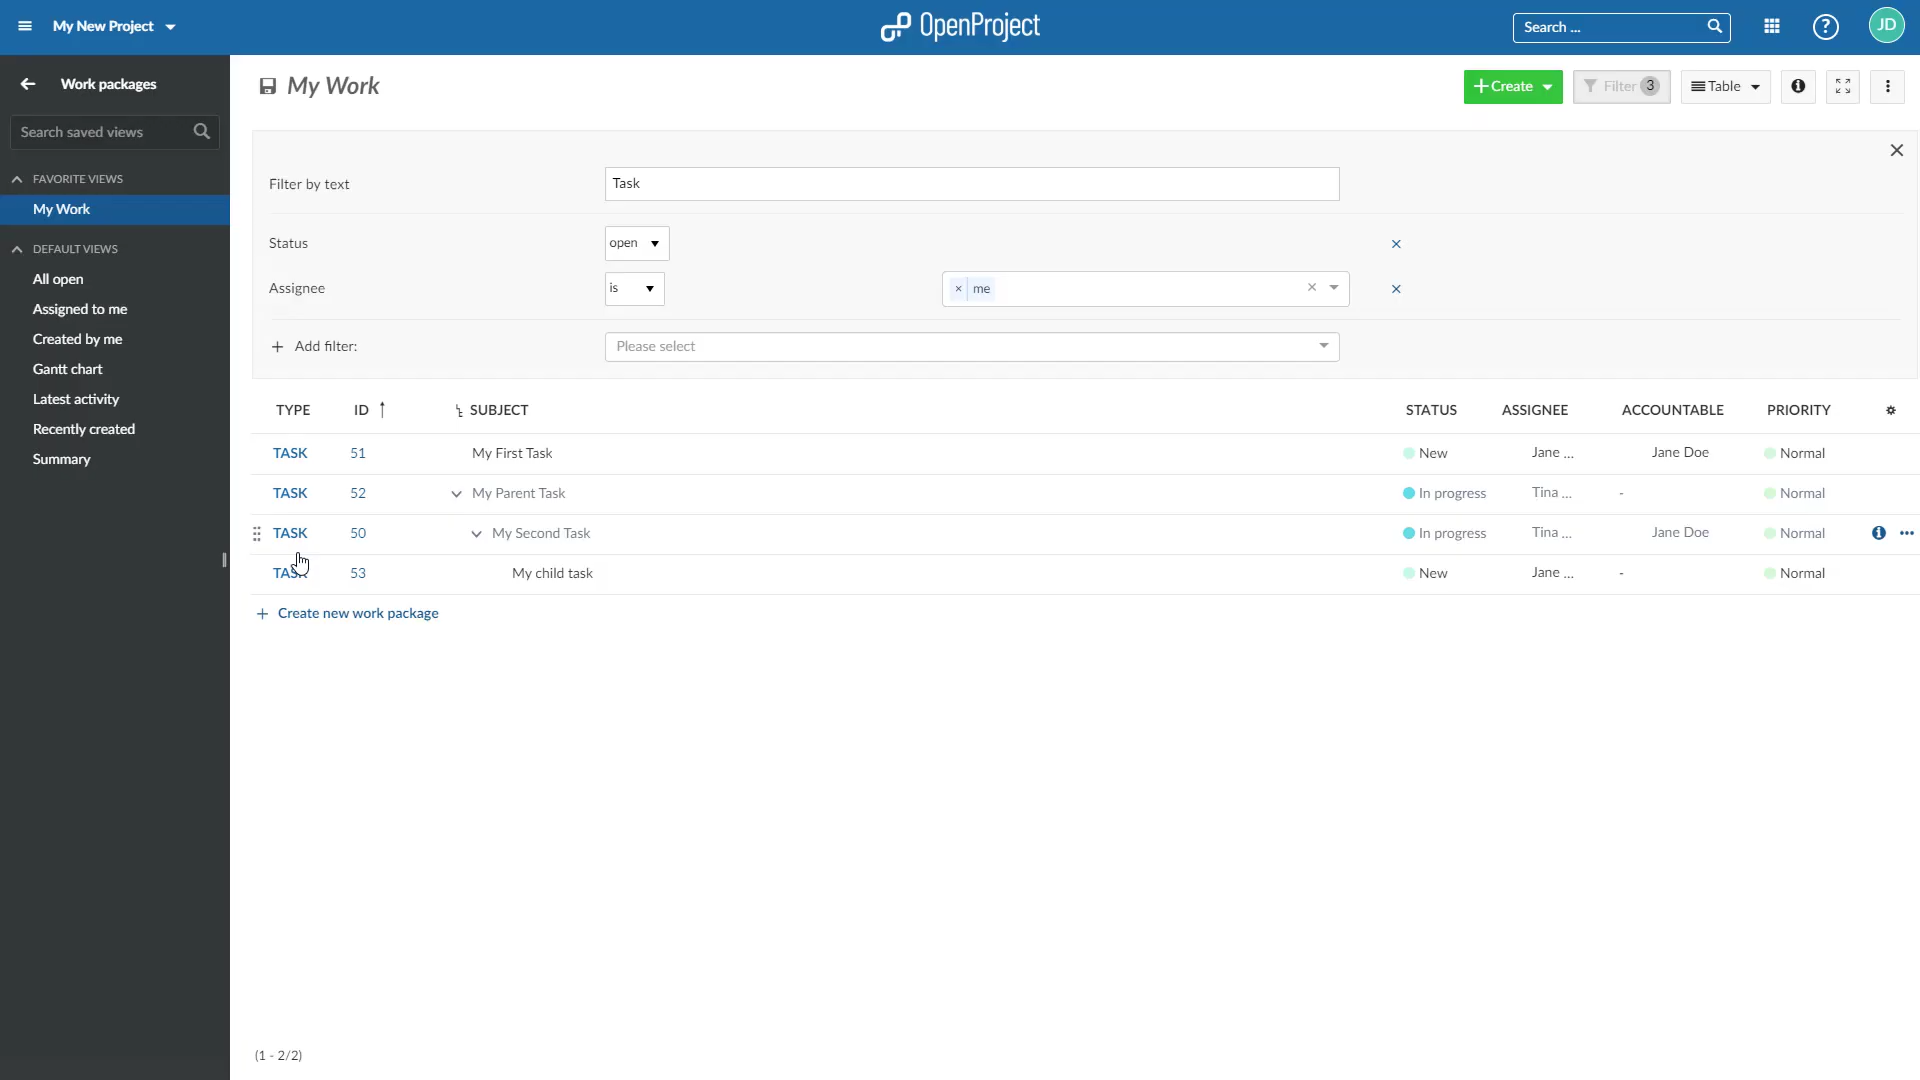 My New Project
OpenProject
Search ...
?
JD
Work packages
Search saved views
FAVORITE VIEWS
My Work
DEFAULT VIEWS
All open
Assigned to me
Created by me
Gantt chart
Latest activity
Recently created
Summary
My Work
+ Create
Filter 3
Table
Filter by text
Task
Status
open
Assignee
is
× me
+ Add filter:
Please select
TYPE ID SUBJECT STATUS ASSIGNEE ACCOUNTABLE PRIORITY
TASK 51 My First Task New Jane ... Jane Doe Normal
TASK 52 My Parent Task In progress Tina ... - Normal
TASK 50 My Second Task In progress Tina ... Jane Doe Normal
TASK 53 My child task New Jane ... - Normal
+ Create new work package
(1 - 2/2)